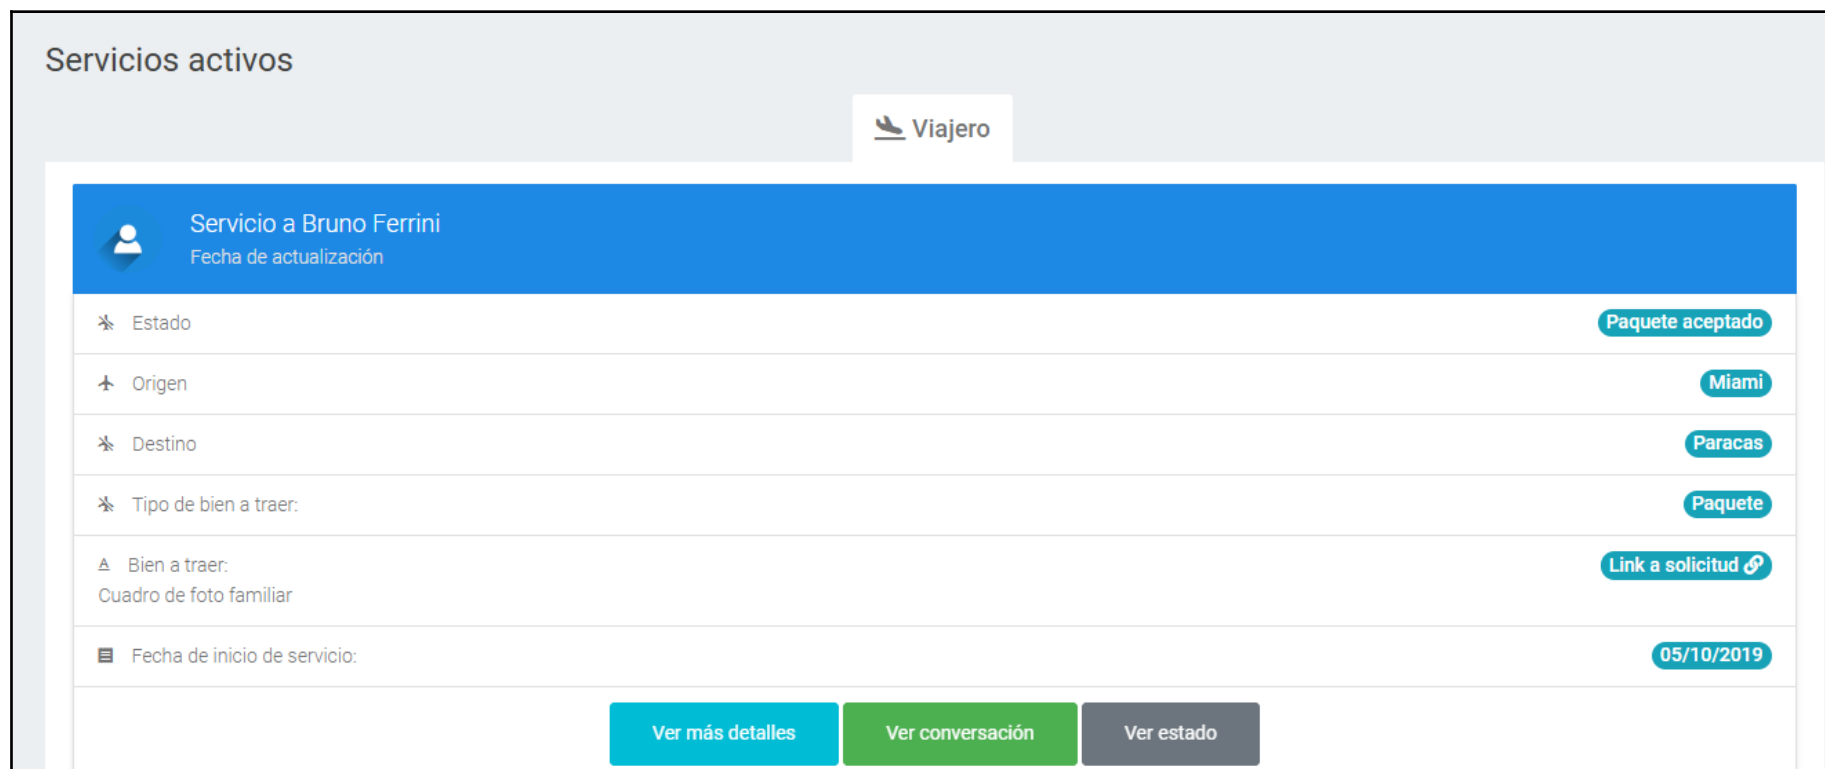 Servicios activos
Viajero
Servicio a Bruno Ferrini
Fecha de actualización
Estado
Paquete aceptado
Origen
Miami
Destino
Paracas
Tipo de bien a traer:
Paquete
Bien a traer:
Link a solicitud
Cuadro de foto familiar
Fecha de inicio de servicio:
05/10/2019
Ver más detalles
Ver conversación
Ver estado